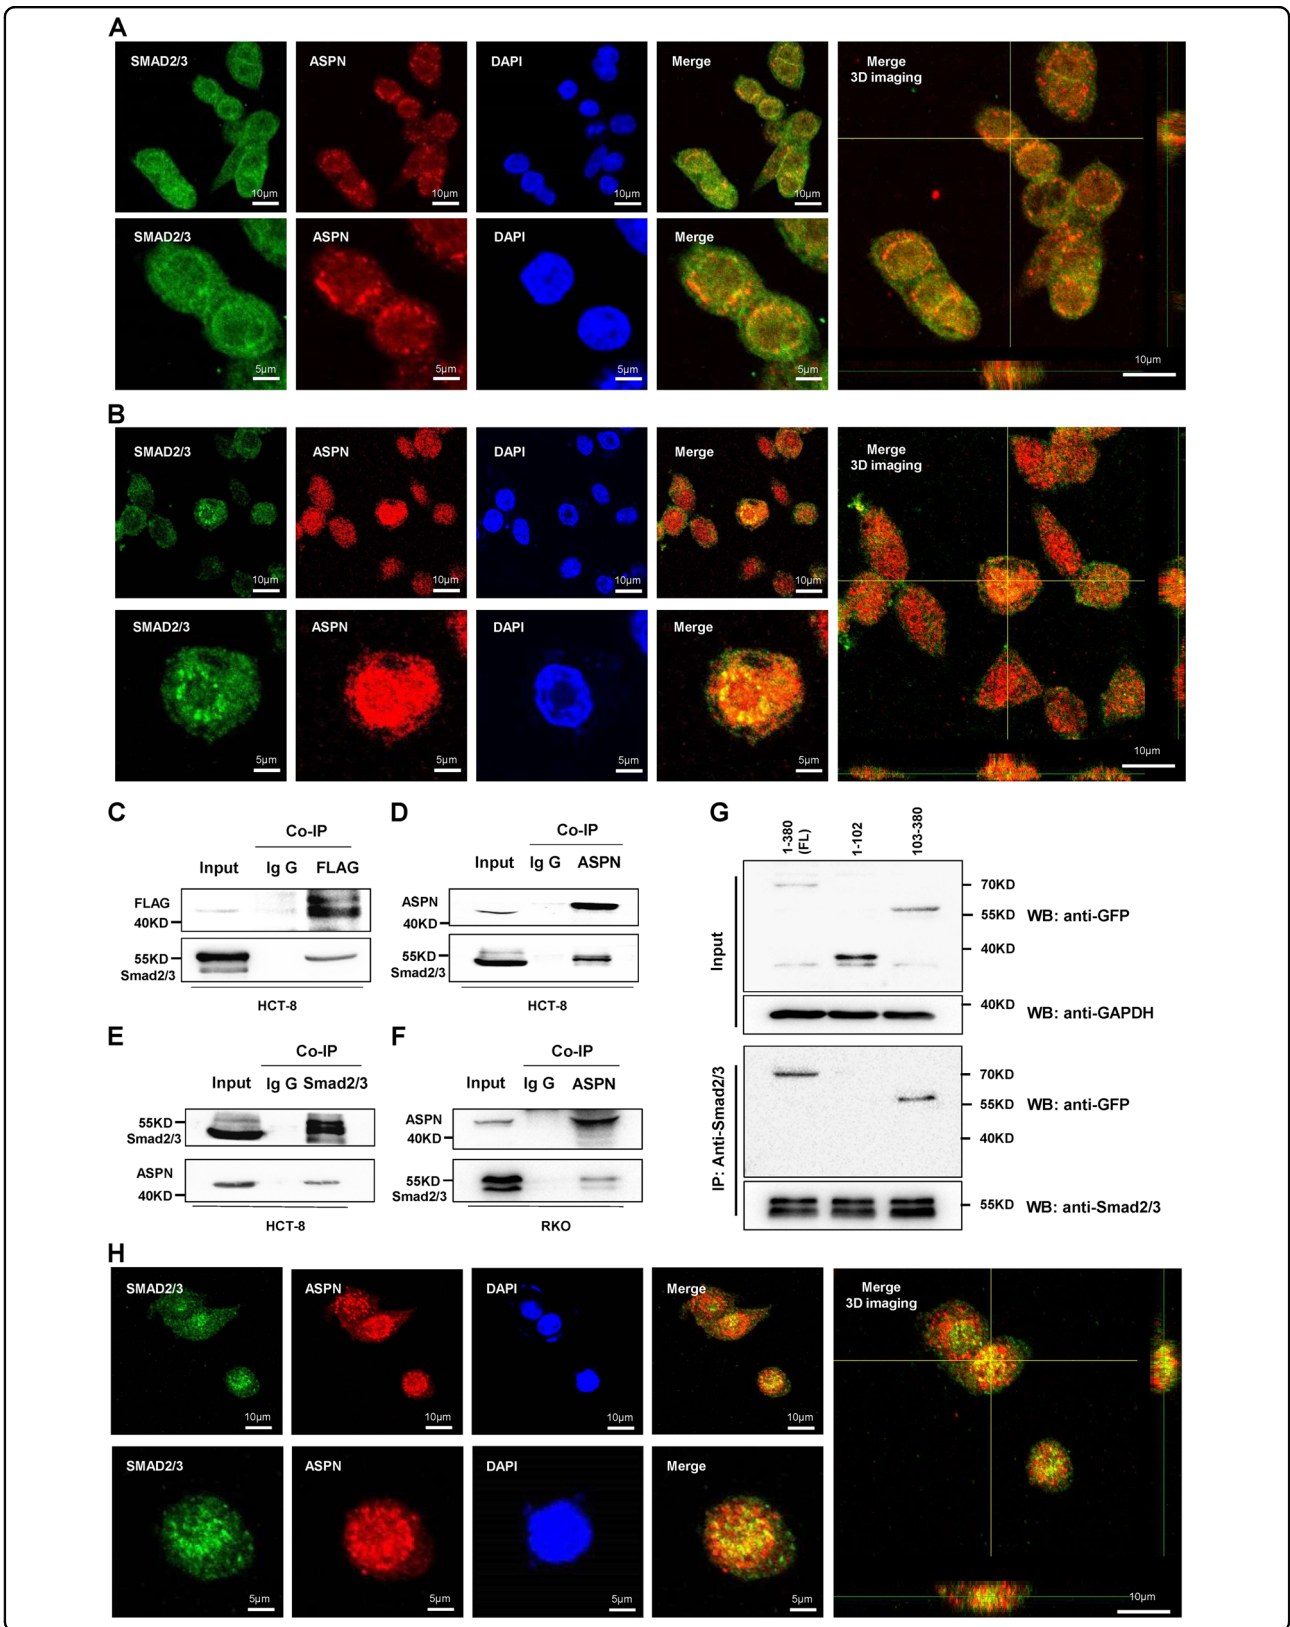 A
SMAD2/3
ASPN
DAPI
Merge
Merge
3D imaging
10μm
10μm
10μm
10μm
SMAD2/3
ASPN
DAPI
Merge
5μm
5μm
5μm
5μm
10μm
B
SMAD2/3
ASPN
DAPI
Merge
Merge
3D imaging
10μm
10μm
10μm
10μm
SMAD2/3
ASPN
DAPI
Merge
5μm
5μm
5μm
5μm
10μm
C
Co-IP
Input Ig G FLAG
FLAG
40KD
55KD
Smad2/3
HCT-8
D
Co-IP
Input Ig G ASPN
ASPN
40KD
55KD
Smad2/3
HCT-8
E
Co-IP
Input Ig G Smad2/3
55KD
Smad2/3
ASPN
40KD
HCT-8
F
Co-IP
Input Ig G ASPN
ASPN
40KD
55KD
Smad2/3
RKO
G
1-380
(FL)
1-102
103-380
Input
70KD
55KD WB: anti-GFP
40KD
40KD WB: anti-GAPDH
IP: Anti-Smad2/3
70KD
55KD WB: anti-GFP
40KD
55KD WB: anti-Smad2/3
H
SMAD2/3
ASPN
DAPI
Merge
Merge
3D imaging
10μm
10μm
10μm
10μm
SMAD2/3
ASPN
DAPI
Merge
5μm
5μm
5μm
5μm
10μm